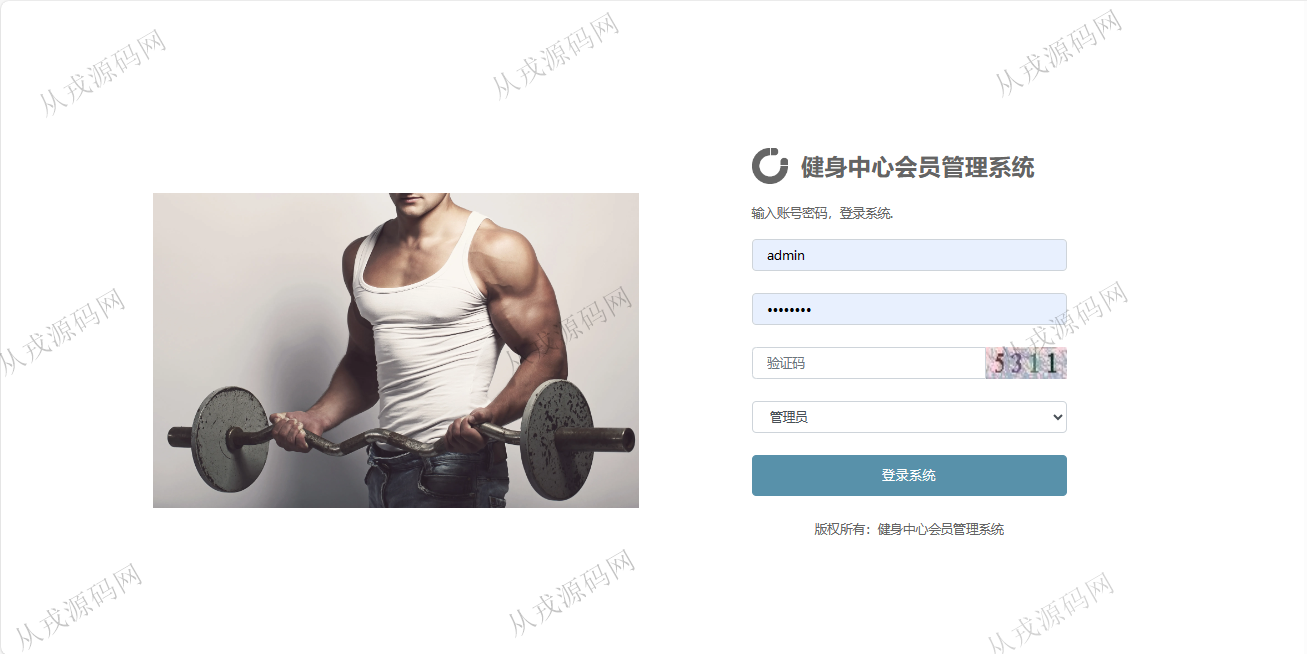 从戎源码网
从戎源码网
从戎源码网
健身中心会员管理系统
输入账号密码，登录系统.
admin
••••••••
从戎源码网
从戎源码网
从戎源码网
验证码
5311
管理员
登录系统
版权所有：健身中心会员管理系统
从戎源码网
从戎源码网
从戎源码网